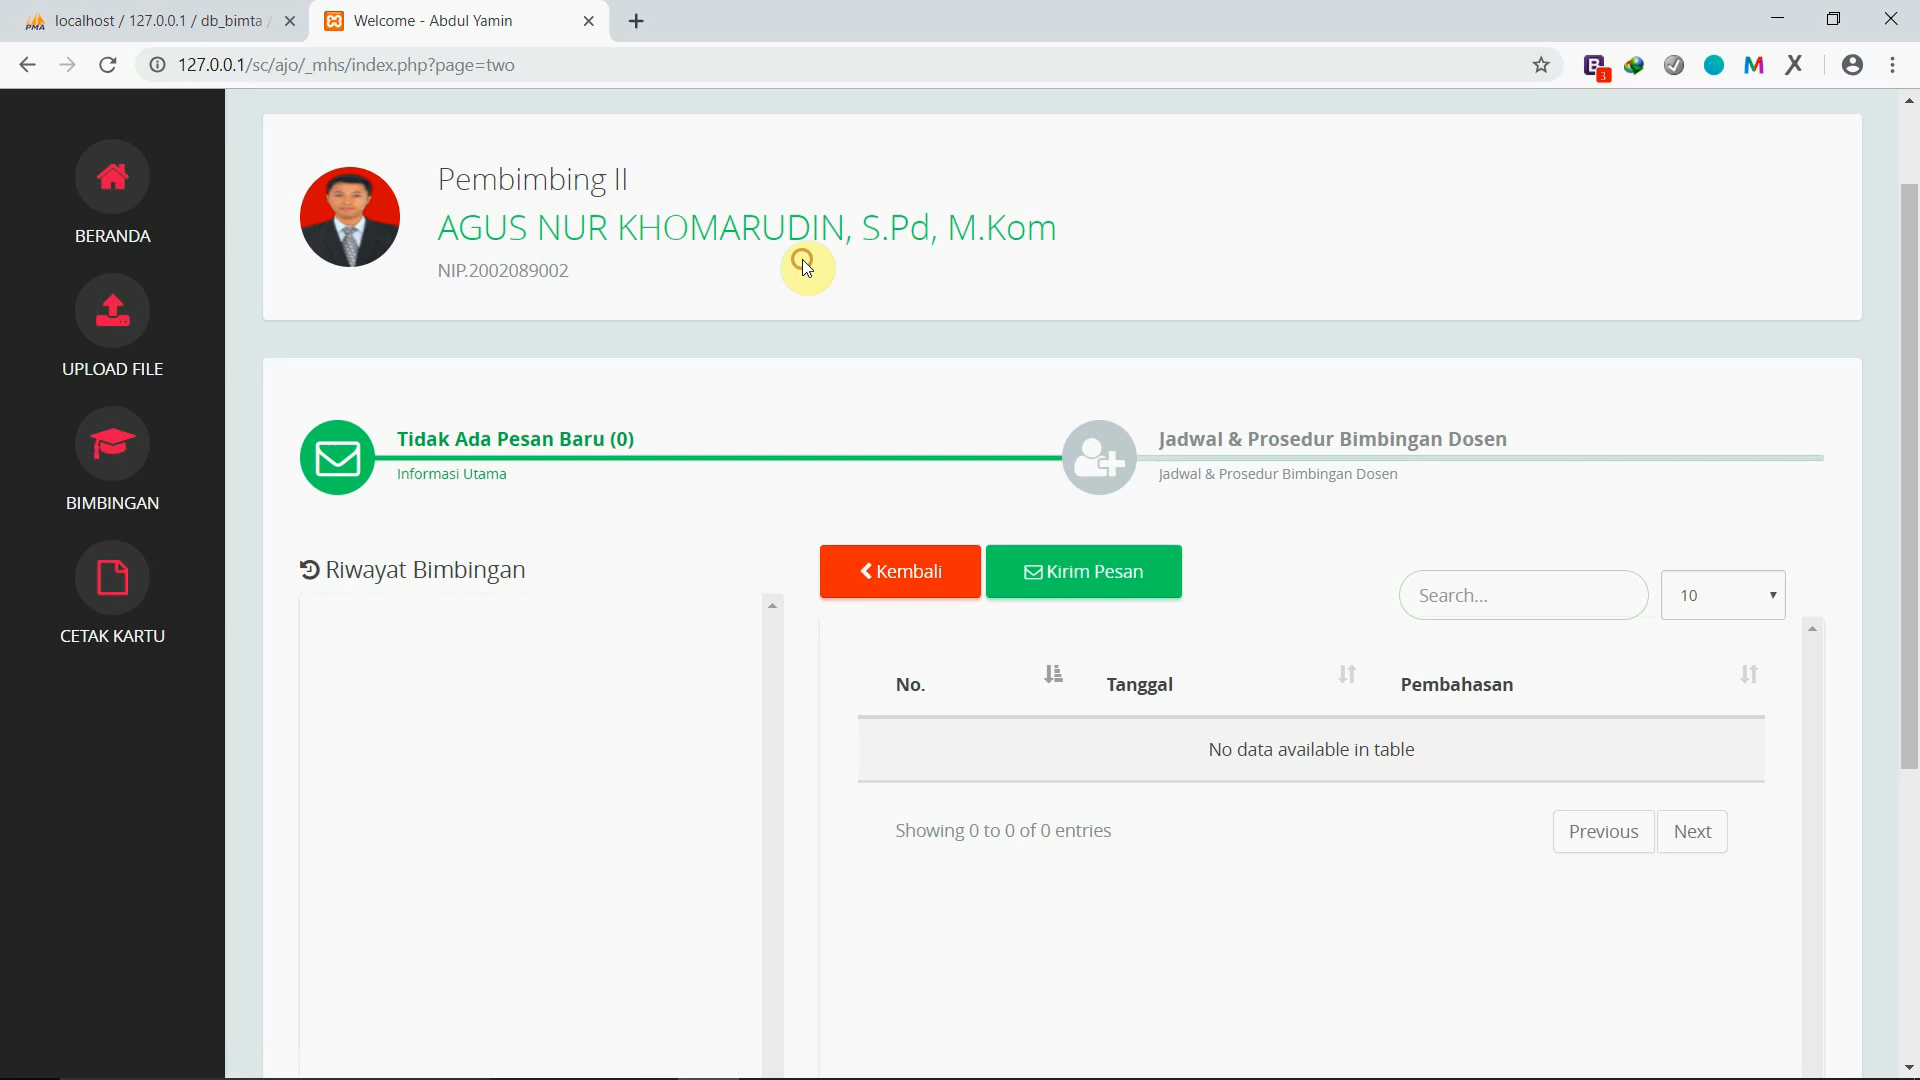 localhost / 127.0.0.1 / db_bimta
Welcome - Abdul Yamin
127.0.0.1/sc/ajo/_mhs/index.php?page=two
3
BERANDA
UPLOAD FILE
BIMBINGAN
CETAK KARTU
Pembimbing II
AGUS NUR KHOMARUDIN, S.Pd, M.Kom
NIP.2002089002
Tidak Ada Pesan Baru (0)
Informasi Utama
Jadwal & Prosedur Bimbingan Dosen
Jadwal & Prosedur Bimbingan Dosen
Riwayat Bimbingan
Kembali
Kirim Pesan
Search...
10
No.
Tanggal
Pembahasan
No data available in table
Showing 0 to 0 of 0 entries
Previous
Next